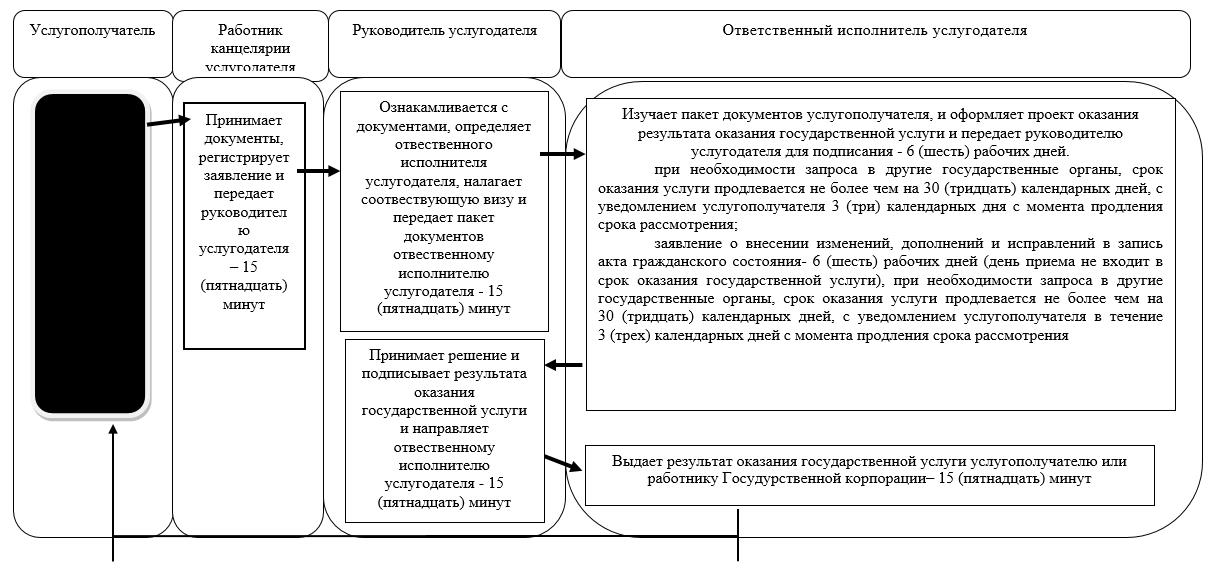 Услугополучатель
Работник
канцелярии
услугодателя
Руководитель услугодателя
Ответственный исполнитель услугодателя
Принимает
документы,
регистрирует
заявление и
передает
руководител
ю
услугодателя
– 15
(пятнадцать)
минут
Ознакамливается с
документами, определяет
отвественного
исполнителя
услугодателя, налагает
соотвествующую визу и
передает пакет
документов
отвественному
исполнителю
услугодателя - 15
(пятнадцать) минут
Изучает пакет документов услугополучателя, и оформляет проект оказания
результата оказания государственной услуги и передает руководителю
услугодателя для подписания - 6 (шесть) рабочих дней.
при необходимости запроса в другие государственные органы, срок
оказания услуги продлевается не более чем на 30 (тридцать) календарных дней, с
уведомлением услугополучателя 3 (три) календарных дня с момента продления
срока рассмотрения;
заявление о внесении изменений, дополнений и исправлений в запись
акта гражданского состояния- 6 (шесть) рабочих дней (день приема не входит в
срок оказания государственной услуги), при необходимости запроса в другие
государственные органы, срок оказания услуги продлевается не более чем на
30 (тридцать) календарных дней, с уведомлением услугополучателя в течение
3 (трех) календарных дней с момента продления срока рассмотрения
Принимает решение и
подписывает результата
оказания
государственной услуги
и направляет
отвественному
исполнителю
услугодателя - 15
(пятнадцать) минут
Выдает результат оказания государственной услуги услугополучателю или
работнику Госудурственной корпорации– 15 (пятнадцать) минут